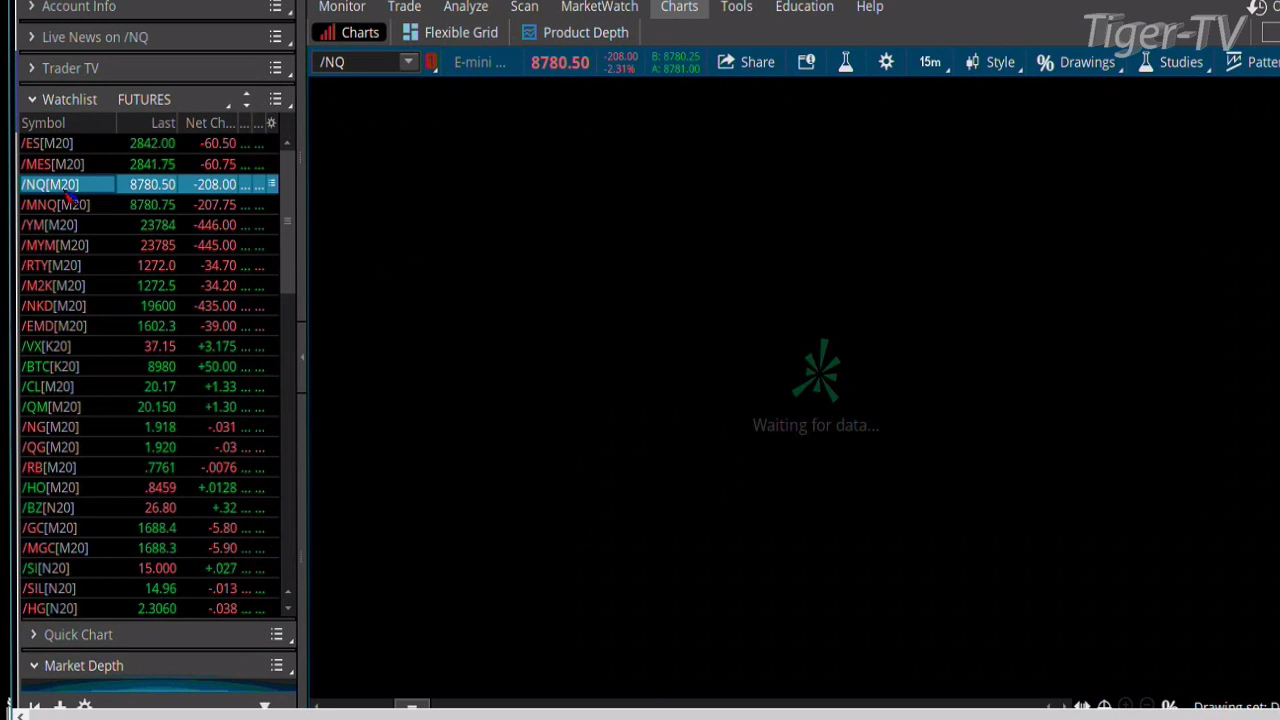 Account Info
Monitor Trade Analyze Scan MarketWatch Charts Tools Education Help
Tiger-TV
Live News on /NQ
Charts Flexible Grid Product Depth
Trader TV
/NQ E-mini ... 8780.50 -208.00 -2.31% B: 8780.25 A: 8781.00 Share 15m Style % Drawings Studies Patte
Watchlist FUTURES
Symbol Last Net Ch... ... ...
/ES[M20] 2842.00 -60.50 ... ...
/MES[M20] 2841.75 -60.75 ... ...
/NQ[M20] 8780.50 -208.00 ... ...
/MNQ[M20] 8780.75 -207.75 ... ...
/YM[M20] 23784 -446.00 ... ...
/MYM[M20] 23785 -445.00 ... ...
/RTY[M20] 1272.0 -34.70 ... ...
/M2K[M20] 1272.5 -34.20 ... ...
/NKD[M20] 19600 -435.00 ... ...
/EMD[M20] 1602.3 -39.00 ... ...
/VX[K20] 37.15 +3.175 ... ...
/BTC[K20] 8980 +50.00 ... ...
/CL[M20] 20.17 +1.33 ... ...
/QM[M20] 20.150 +1.30 ... ...
/NG[M20] 1.918 -.031 ... ...
/QG[M20] 1.920 -.03 ... ...
/RB[M20] .7761 -.0076 ... ...
/HO[M20] .8459 +.0128 ... ...
/BZ[N20] 26.80 +.32 ... ...
/GC[M20] 1688.4 -5.80 ... ...
/MGC[M20] 1688.3 -5.90 ... ...
/SI[N20] 15.000 +.027 ... ...
/SIL[N20] 14.96 -.013 ... ...
/HG[N20] 2.3060 -.038 ... ...
Waiting for data...
Quick Chart
Market Depth
% Drawing set: D